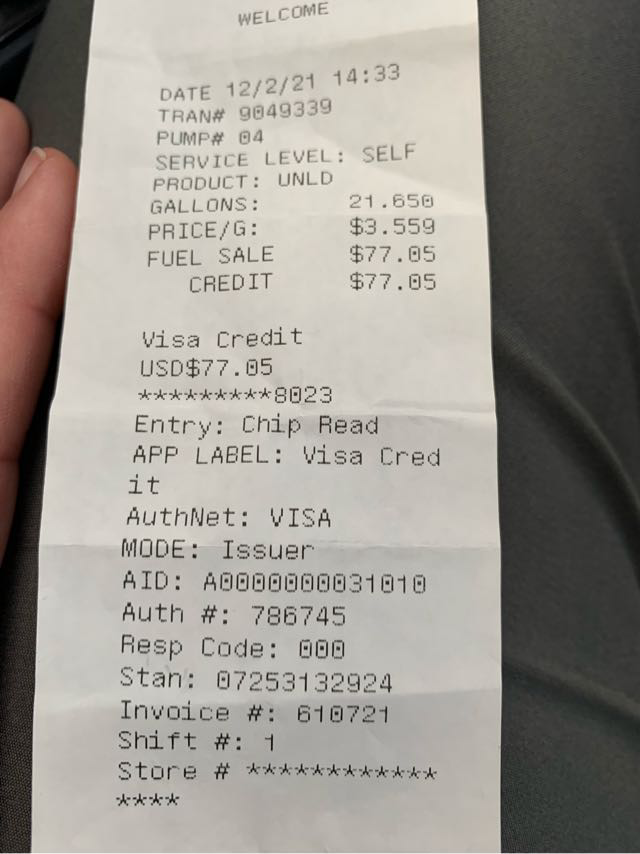 WELCOME
DATE 12/2/21 14:33
TRAN# 9049339
PUMP# 04
SERVICE LEVEL: SELF
PRODUCT: UNLD
GALLONS: 21.650
PRICE/G: $3.559
FUEL SALE $77.05
CREDIT $77.05
Visa Credit
USD$77.05
*********8023
Entry: Chip Read
APP LABEL: Visa Cred
it
AuthNet: VISA
MODE: Issuer
AID: A0000000031010
Auth #: 786745
Resp Code: 000
Stan: 07253132924
Invoice #: 610721
Shift #: 1
Store # ************
****